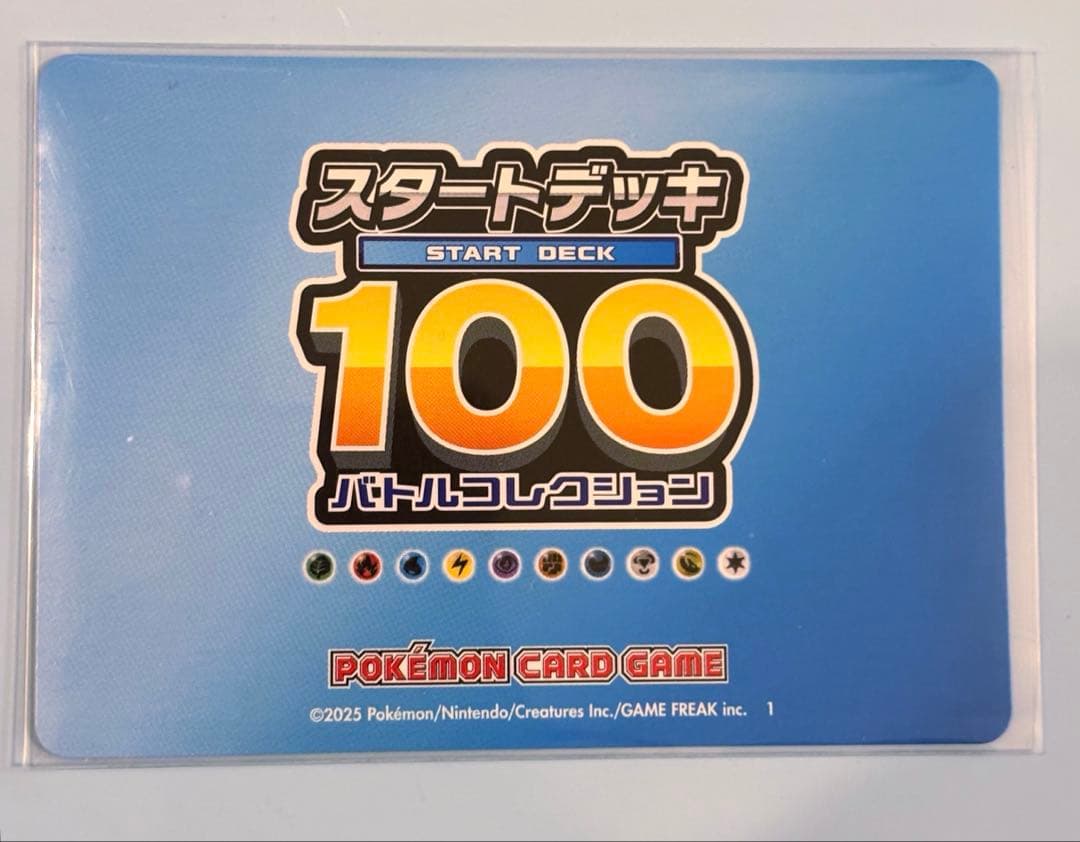 スタートデッキ
START DECK
100
バトルコレクション
POKÉMON CARD GAME
©2025 Pokémon/Nintendo/Creatures Inc./GAME FREAK inc. 1